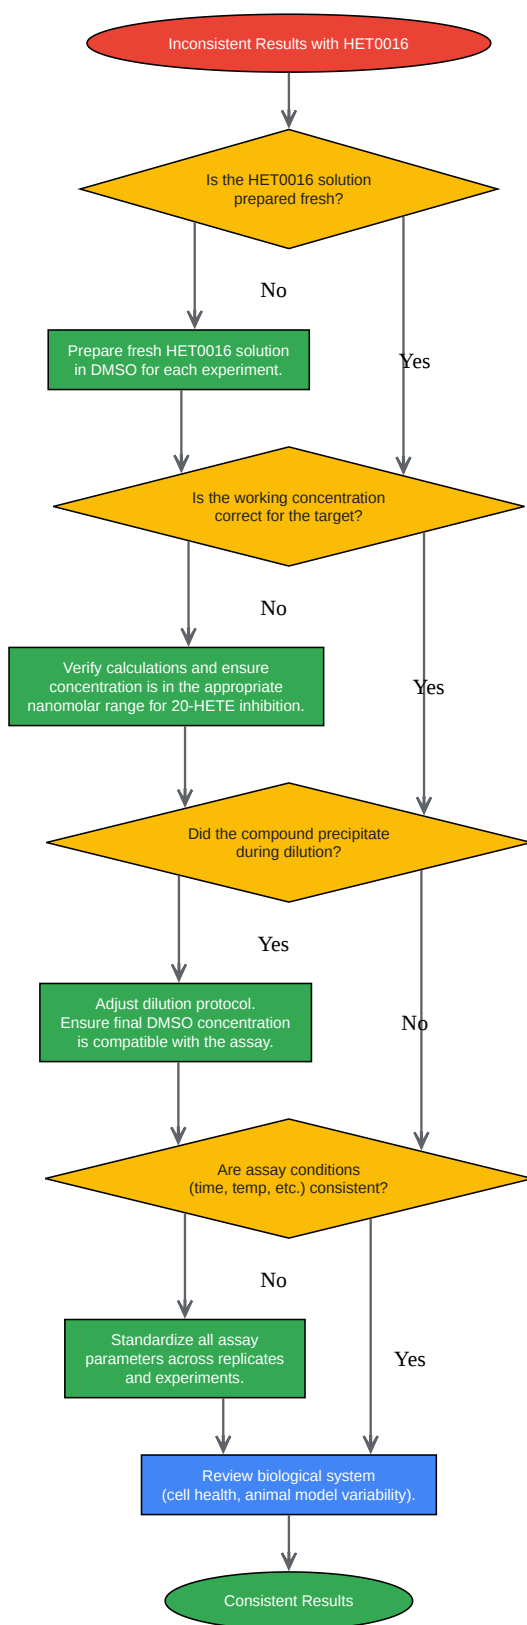 Inconsistent Results with HET0016
Is the HET0016 solution
prepared fresh?
No
Prepare fresh HET0016 solution
in DMSO for each experiment.
Yes
Is the working concentration
correct for the target?
No
Verify calculations and ensure
concentration is in the appropriate
nanomolar range for 20-HETE inhibition.
Yes
Did the compound precipitate
during dilution?
Yes
Adjust dilution protocol.
Ensure final DMSO concentration
is compatible with the assay.
No
Are assay conditions
(time, temp, etc.) consistent?
No
Standardize all assay
parameters across replicates
and experiments.
Yes
Review biological system
(cell health, animal model variability).
Consistent Results